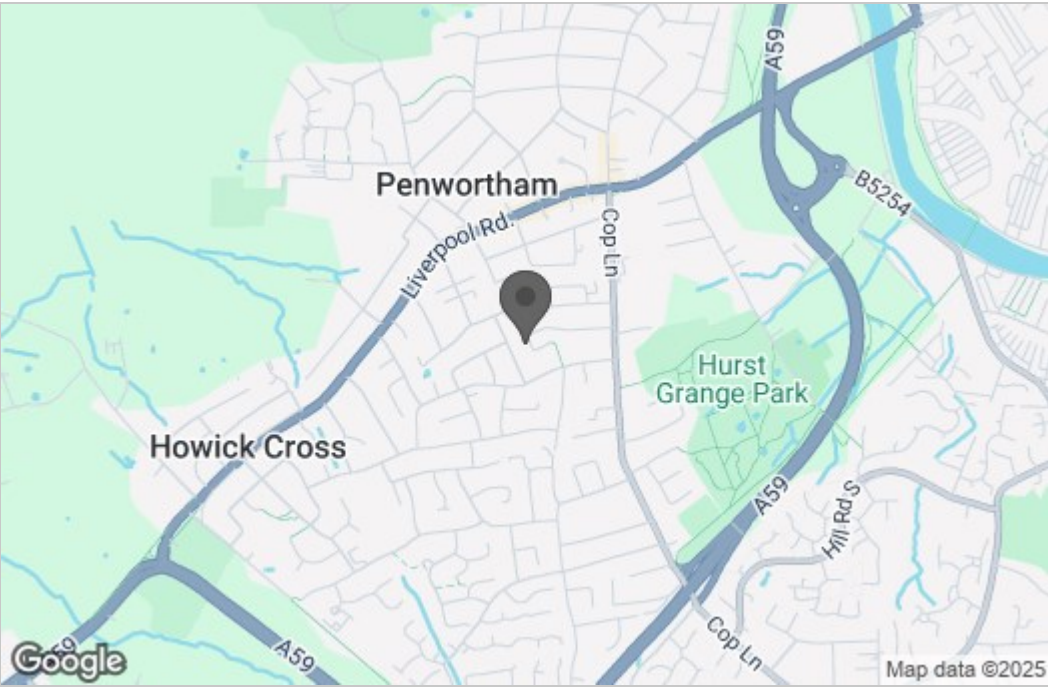 A59
B5254
Penwortham
Liverpool Rd.
Cop Ln
Hurst
Grange Park
Howick Cross
A59
Hill Rd S
A59
A59
Cop Ln
Google
Map data ©2025